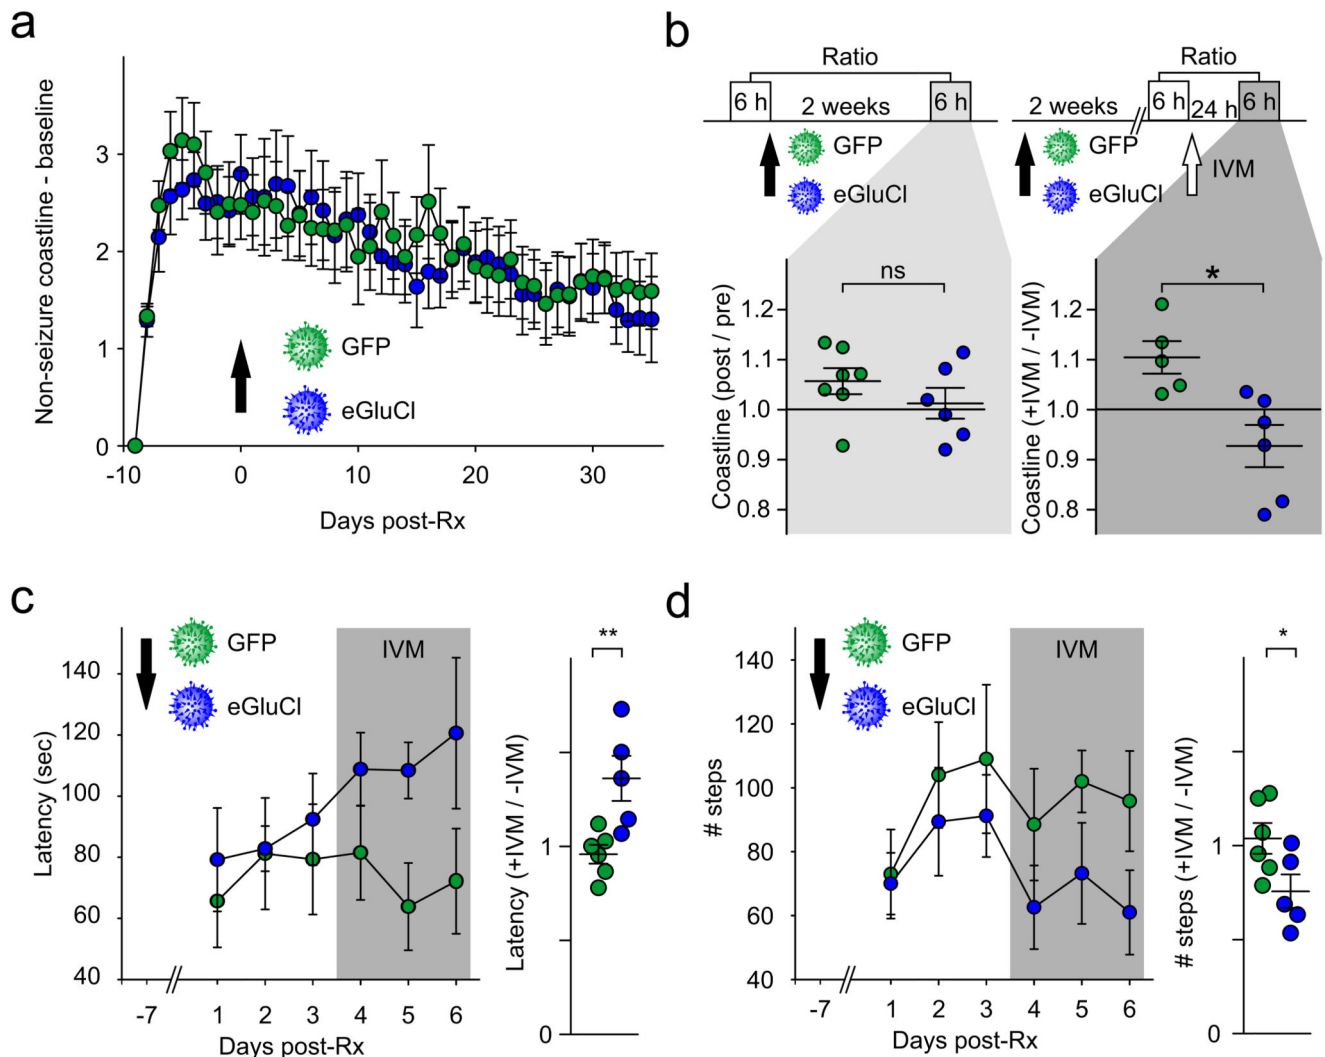 a
Non-seizure coastline - baseline
3
2
1
0
-10
0
10
20
30
GFP
eGluCl
Days post-Rx
b
Ratio
6 h
2 weeks
6 h
GFP
eGluCl
Ratio
2 weeks
6 h
24 h
6 h
GFP
eGluCl
IVM
Coastline (post / pre)
1.2
1.1
1.0
0.9
0.8
ns
Coastline (+IVM / -IVM)
1.2
1.1
1.0
0.9
0.8
*
c
GFP
eGluCl
IVM
Latency (sec)
140
120
100
80
60
40
-7
1
2
3
4
5
6
Days post-Rx
**
Latency (+IVM / -IVM)
1
0
d
GFP
eGluCl
IVM
# steps
140
120
100
80
60
40
-7
1
2
3
4
5
6
Days post-Rx
*
# steps (+IVM / -IVM)
1
0